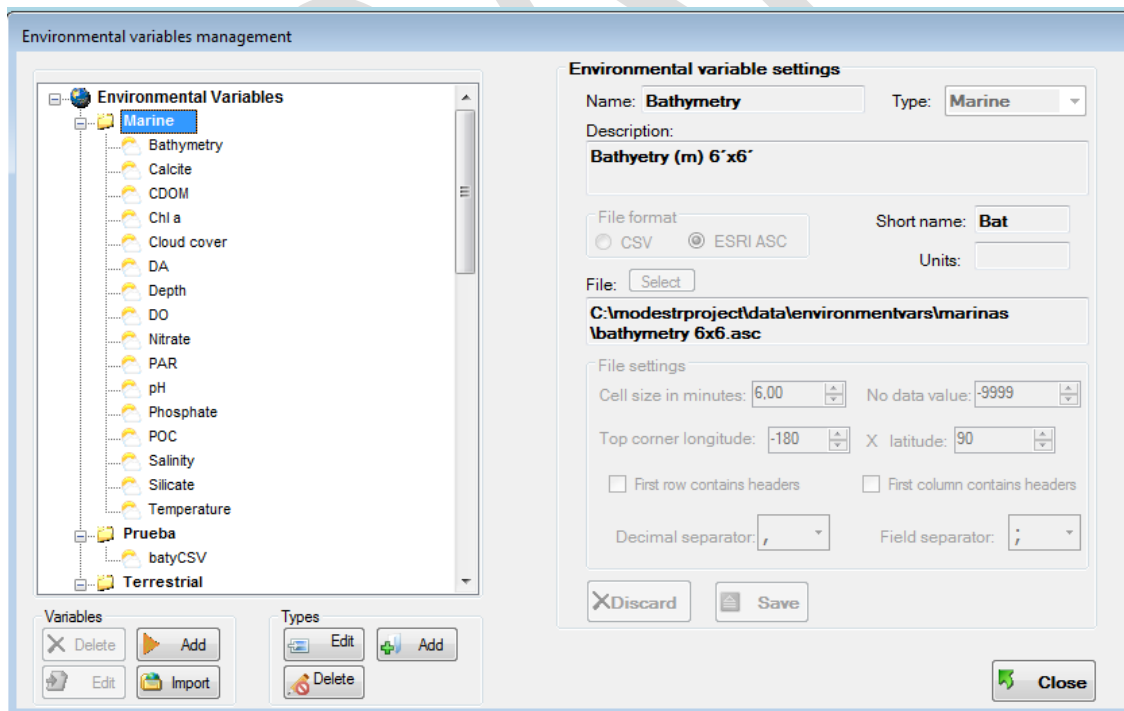 Environmental variables management
Environmental Variables
Marine
Bathymetry
Calcite
CDOM
Chl a
Cloud cover
DA
Depth
DO
Nitrate
PAR
pH
Phosphate
POC
Salinity
Silicate
Temperature
Prueba
batyCSV
Terrestrial
Variables
Delete Add
Edit Import
Types
Edit Add
Delete
Environmental variable settings
Name: Bathymetry Type: Marine
Description:
Bathyetry (m) 6´x6´
File format
CSV ESRI ASC
Short name: Bat
Units:
File: Select
C:\modestrproject\data\environmentvars\marinas
\bathymetry 6x6.asc
File settings
Cell size in minutes: 6,00 No data value: -9999
Top corner longitude: -180 X latitude: 90
First row contains headers First column contains headers
Decimal separator: , Field separator: ;
Discard Save
Close